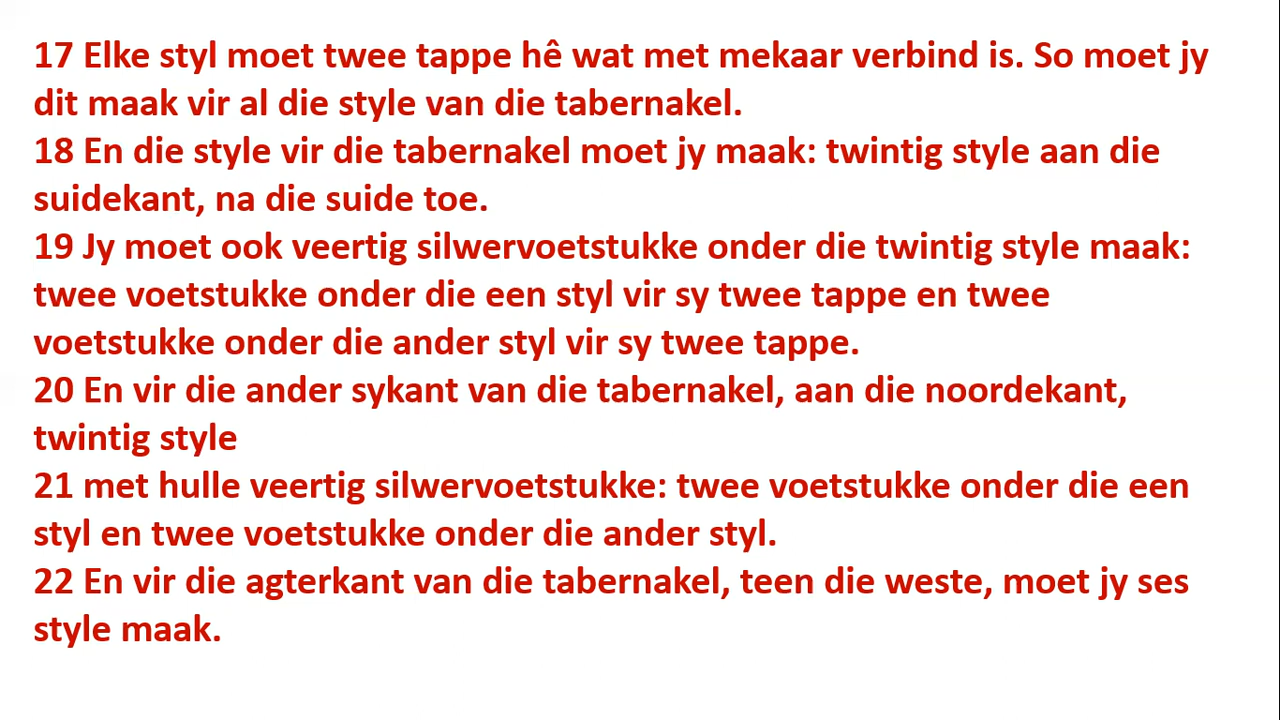 17 Elke styl moet twee tappe hê wat met mekaar verbind is. So moet jy
dit maak vir al die style van die tabernakel.
18 En die style vir die tabernakel moet jy maak: twintig style aan die
suidekant, na die suide toe.
19 Jy moet ook veertig silwervoetstukke onder die twintig style maak:
twee voetstukke onder die een styl vir sy twee tappe en twee
voetstukke onder die ander styl vir sy twee tappe.
20 En vir die ander sykant van die tabernakel, aan die noordekant,
twintig style
21 met hulle veertig silwervoetstukke: twee voetstukke onder die een
styl en twee voetstukke onder die ander styl.
22 En vir die agterkant van die tabernakel, teen die weste, moet jy ses
style maak.